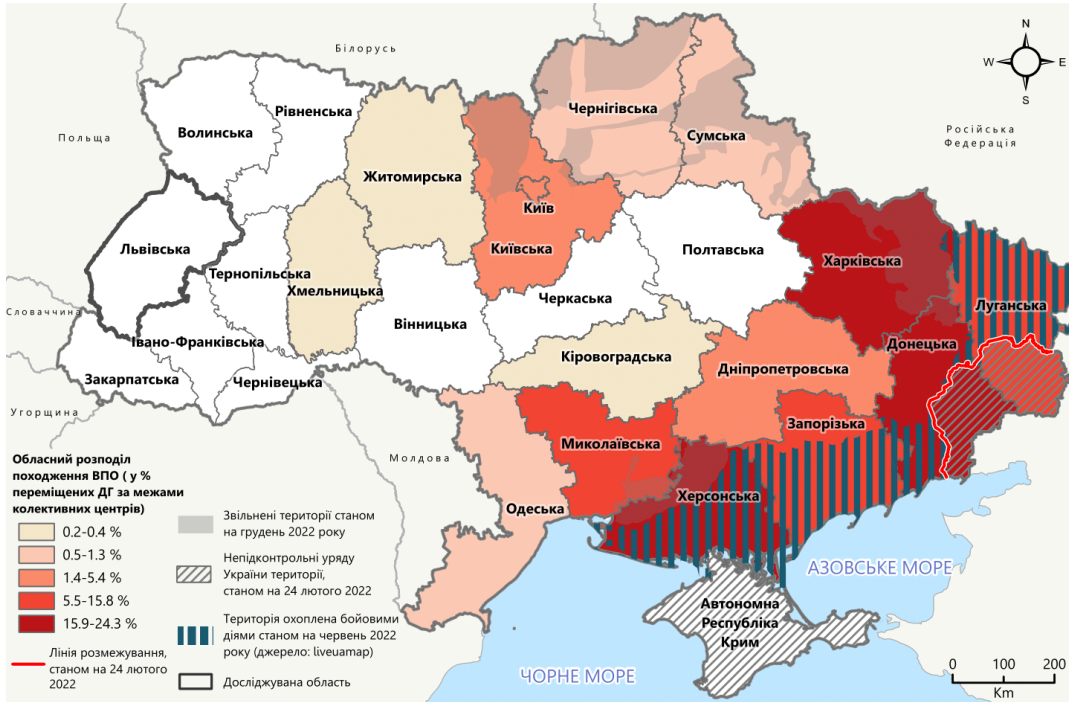 Білорусь
N
W
E
S
Польща
Російська
Федерація
Словаччина
Угорщина
Молдова
Волинська
Рівненська
Житомирська
Чернігівська
Сумська
Київ
Київська
Львівська
Тернопільська
Хмельницька
Вінницька
Черкаська
Полтавська
Харківська
Луганська
Донецька
Івано-Франківська
Закарпатська
Чернівецька
Кіровоградська
Дніпропетровська
Запорізька
Миколаївська
Херсонська
Одеська
Автономна
Республіка
Крим
АЗОВСЬКЕ МОРЕ
ЧОРНЕ МОРЕ
Обласний розподіл
походження ВПО ( у %
переміщених ДГ за межами
колективних центрів)
0.2-0.4 %
0.5-1.3 %
1.4-5.4 %
5.5-15.8 %
15.9-24.3 %
Лінія розмежування,
станом на 24 лютого
2022
Звільнені території станом
на грудень 2022 року
Непідконтрольні уряду
України території,
станом на 24 лютого 2022
Територія охоплена бойовими
діями станом на червень 2022
року (джерело: liveuamap)
Досліджувана область
0 100 200
Km